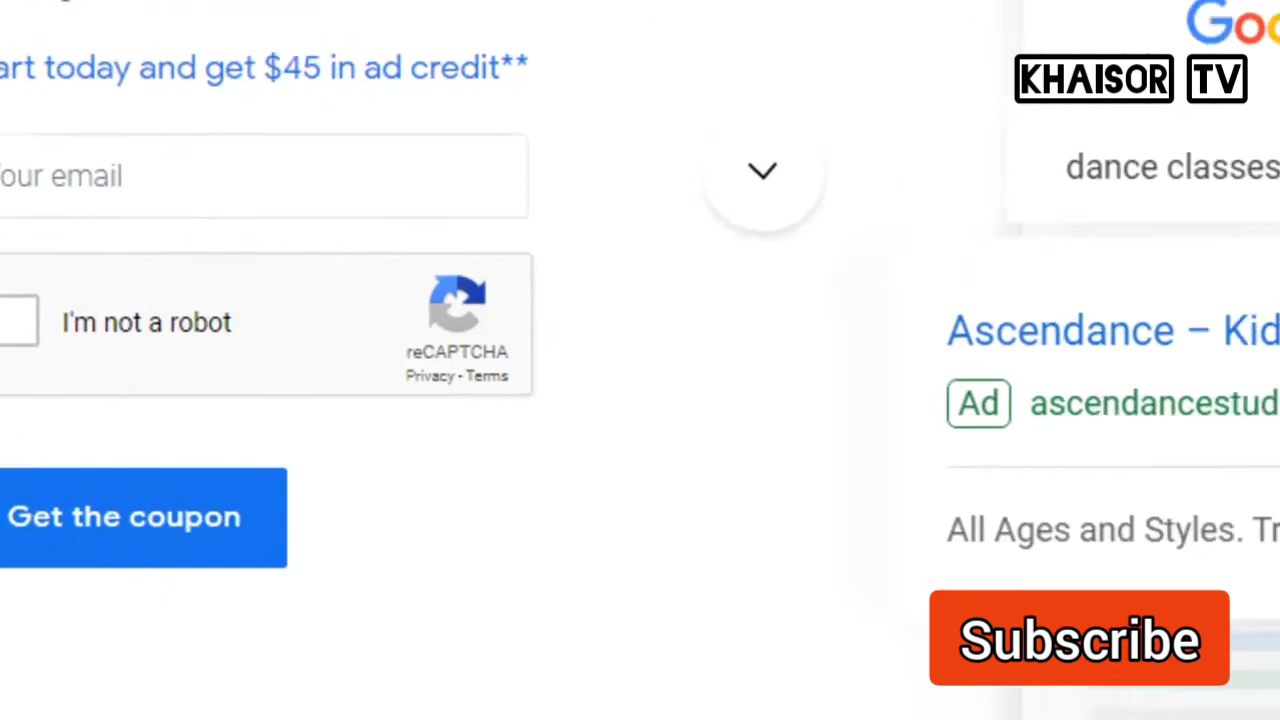 art today and get $45 in ad credit**
our email
I'm not a robot
reCAPTCHA
Privacy - Terms
Get the coupon
Goo
KHAISOR TV
dance classes
Ascendance – Kid
Ad ascendancestud
All Ages and Styles. Tr
Subscribe